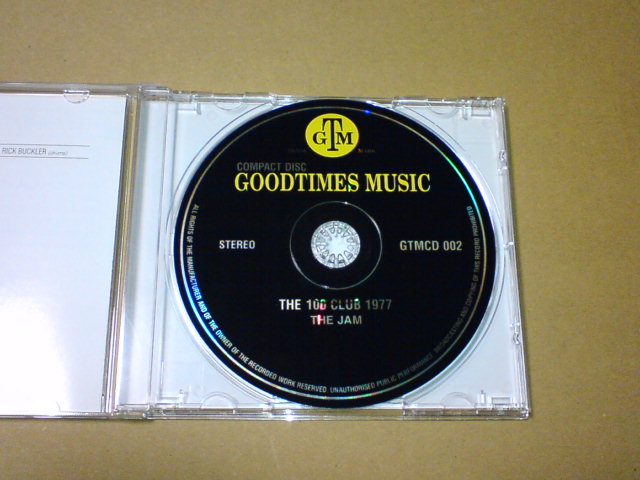 RICK BUCKLER (drums)
GTM
COMPACT DISC
GOODTIMES MUSIC
STEREO
GTMCD 002
THE 100 CLUB 1977
THE JAM
ALL RIGHTS OF THE MANUFACTURER AND OF THE OWNER OF THE RECORDED WORK RESERVED UNAUTHORISED PUBLIC PERFORMANCE BROADCASTING AND COPYING OF THIS RECORD PROHIBITED